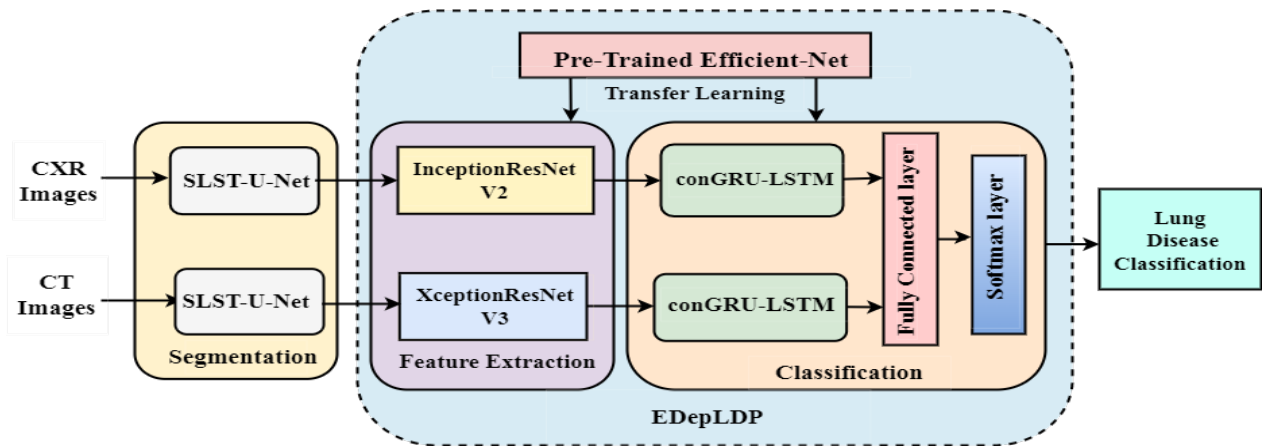 Pre-Trained Efficient-Net
Transfer Learning
CXR
Images
SLST-U-Net
InceptionResNet
V2
conGRU-LSTM
CT
Images
SLST-U-Net
XceptionResNet
V3
conGRU-LSTM
Fully Connected layer
Softmax layer
Lung
Disease
Classification
Segmentation
Feature Extraction
Classification
EDepLDP